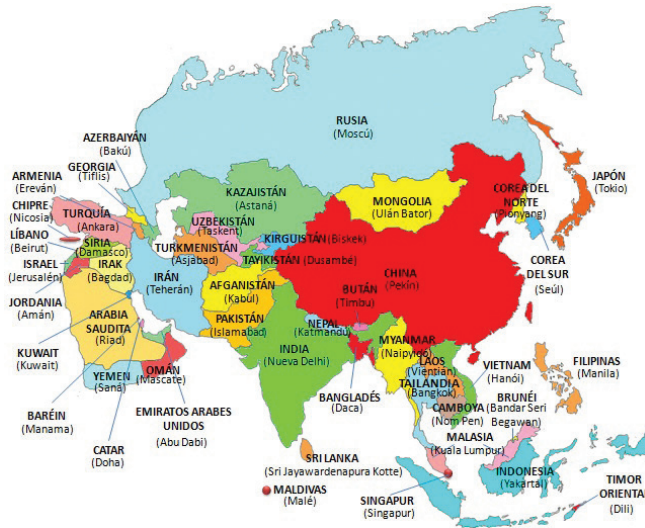 RUSIA
(Moscú)
AZERBAIYÁN
(Bakú)
GEORGIA
(Tiflis)
ARMENIA
(Ereván)
CHIPRE
(Nicosia)
TURQUÍA
(Ankara)
LÍBANO
(Beirut)
SIRIA
(Damasco)
ISRAEL
(Jerusalén)
IRAK
(Bagdad)
JORDANIA
(Amán)
ARABIA
SAUDITA
(Riad)
KUWAIT
(Kuwait)
YEMEN
(Saná)
OMÁN
(Mascate)
BARÉIN
(Manama)
EMIRATOS ARABES
UNIDOS
(Abu Dabi)
CATAR
(Doha)
KAZAJISTÁN
(Astaná)
UZBEKISTÁN
(Taskent)
TURKMENISTÁN
(Asjabad)
KIRGUISTÁN (Biskek)
TAYIKISTÁN (Dusambé)
IRÁN
(Teherán)
AFGANISTÁN
(Kabúl)
PAKISTÁN
(Islamabad)
MONGOLIA
(Ulán Bator)
CHINA
(Pekín)
COREA DEL
NORTE
(Pionyang)
JAPÓN
(Tokio)
COREA
DEL SUR
(Seúl)
BUTÁN
(Timbu)
NEPAL
(Katmandu)
INDIA
(Nueva Delhi)
MYANMAR
(Naipyidó)
BANGLADÉS
(Daca)
LAOS
(Vientián)
TAILANDIA
(Bangkok)
VIETNAM
(Hanói)
FILIPINAS
(Manila)
CAMBOYA
(Nom Pen)
BRUNÉI
(Bandar Seri
Begawan)
MALASIA
(Kuala Lumpur)
SRI LANKA
(Sri Jayawardenapura Kotte)
INDONESIA
(Yakarta)
MALDIVAS
(Malé)
SINGAPUR
(Singapur)
TIMOR
ORIENTAL
(Dili)